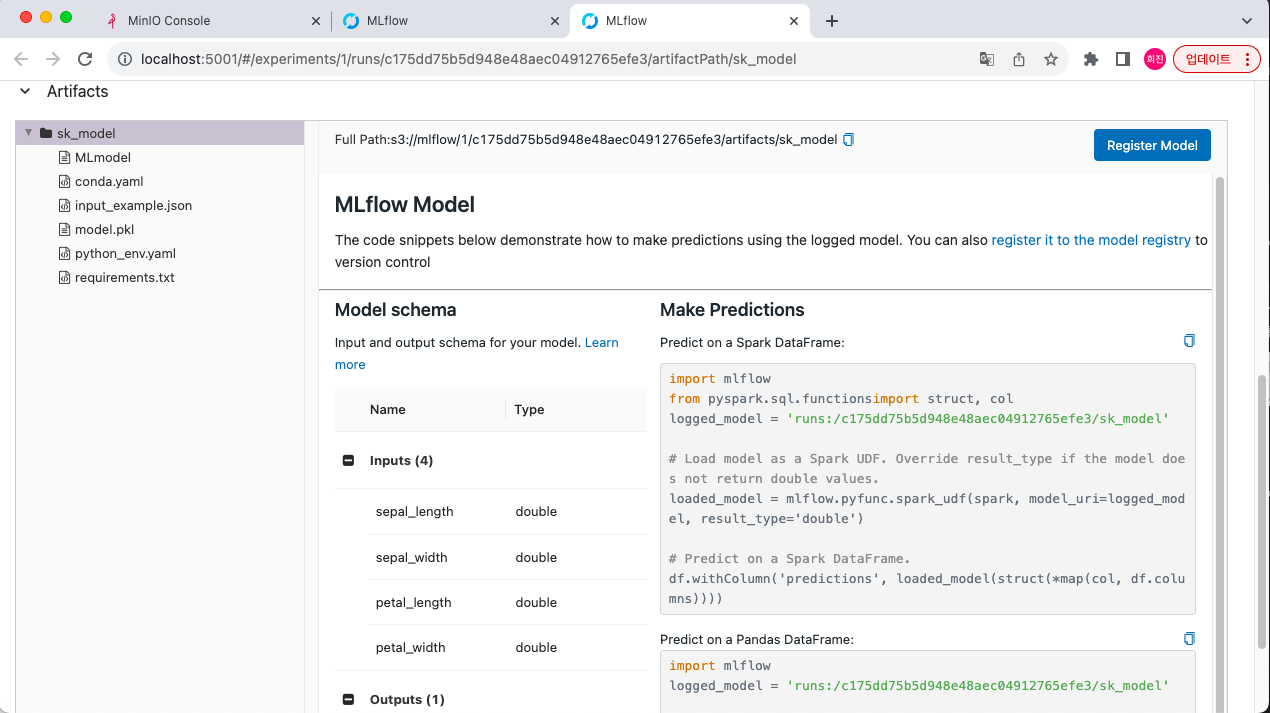 MinIO Console
MLflow
MLflow
localhost:5001/#/experiments/1/runs/c175dd75b5d948e48aec04912765efe3/artifactPath/sk_model
희진
업데이트
Artifacts
sk_model
MLmodel
conda.yaml
input_example.json
model.pkl
python_env.yaml
requirements.txt
Full Path:s3://mlflow/1/c175dd75b5d948e48aec04912765efe3/artifacts/sk_model
Register Model
MLflow Model
The code snippets below demonstrate how to make predictions using the logged model. You can also register it to the model registry to
version control
Model schema
Input and output schema for your model. Learn
more
Name Type
Inputs (4)
sepal_length double
sepal_width double
petal_length double
petal_width double
Outputs (1)
Make Predictions
Predict on a Spark DataFrame:
import mlflow
from pyspark.sql.functionsimport struct, col
logged_model = 'runs:/c175dd75b5d948e48aec04912765efe3/sk_model'
# Load model as a Spark UDF. Override result_type if the model doe
s not return double values.
loaded_model = mlflow.pyfunc.spark_udf(spark, model_uri=logged_mod
el, result_type='double')
# Predict on a Spark DataFrame.
df.withColumn('predictions', loaded_model(struct(*map(col, df.colu
mns))))
Predict on a Pandas DataFrame:
import mlflow
logged_model = 'runs:/c175dd75b5d948e48aec04912765efe3/sk_model'